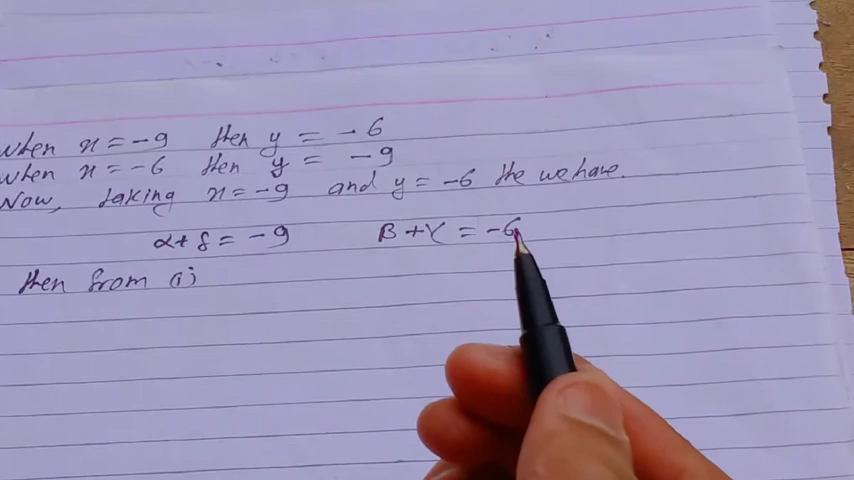 when x = -9 then y = -6
when x = -6 then y = -9
Now, taking x = -9 and y = -6 the we have.
α+δ = -9 β+γ = -6
then from (i)